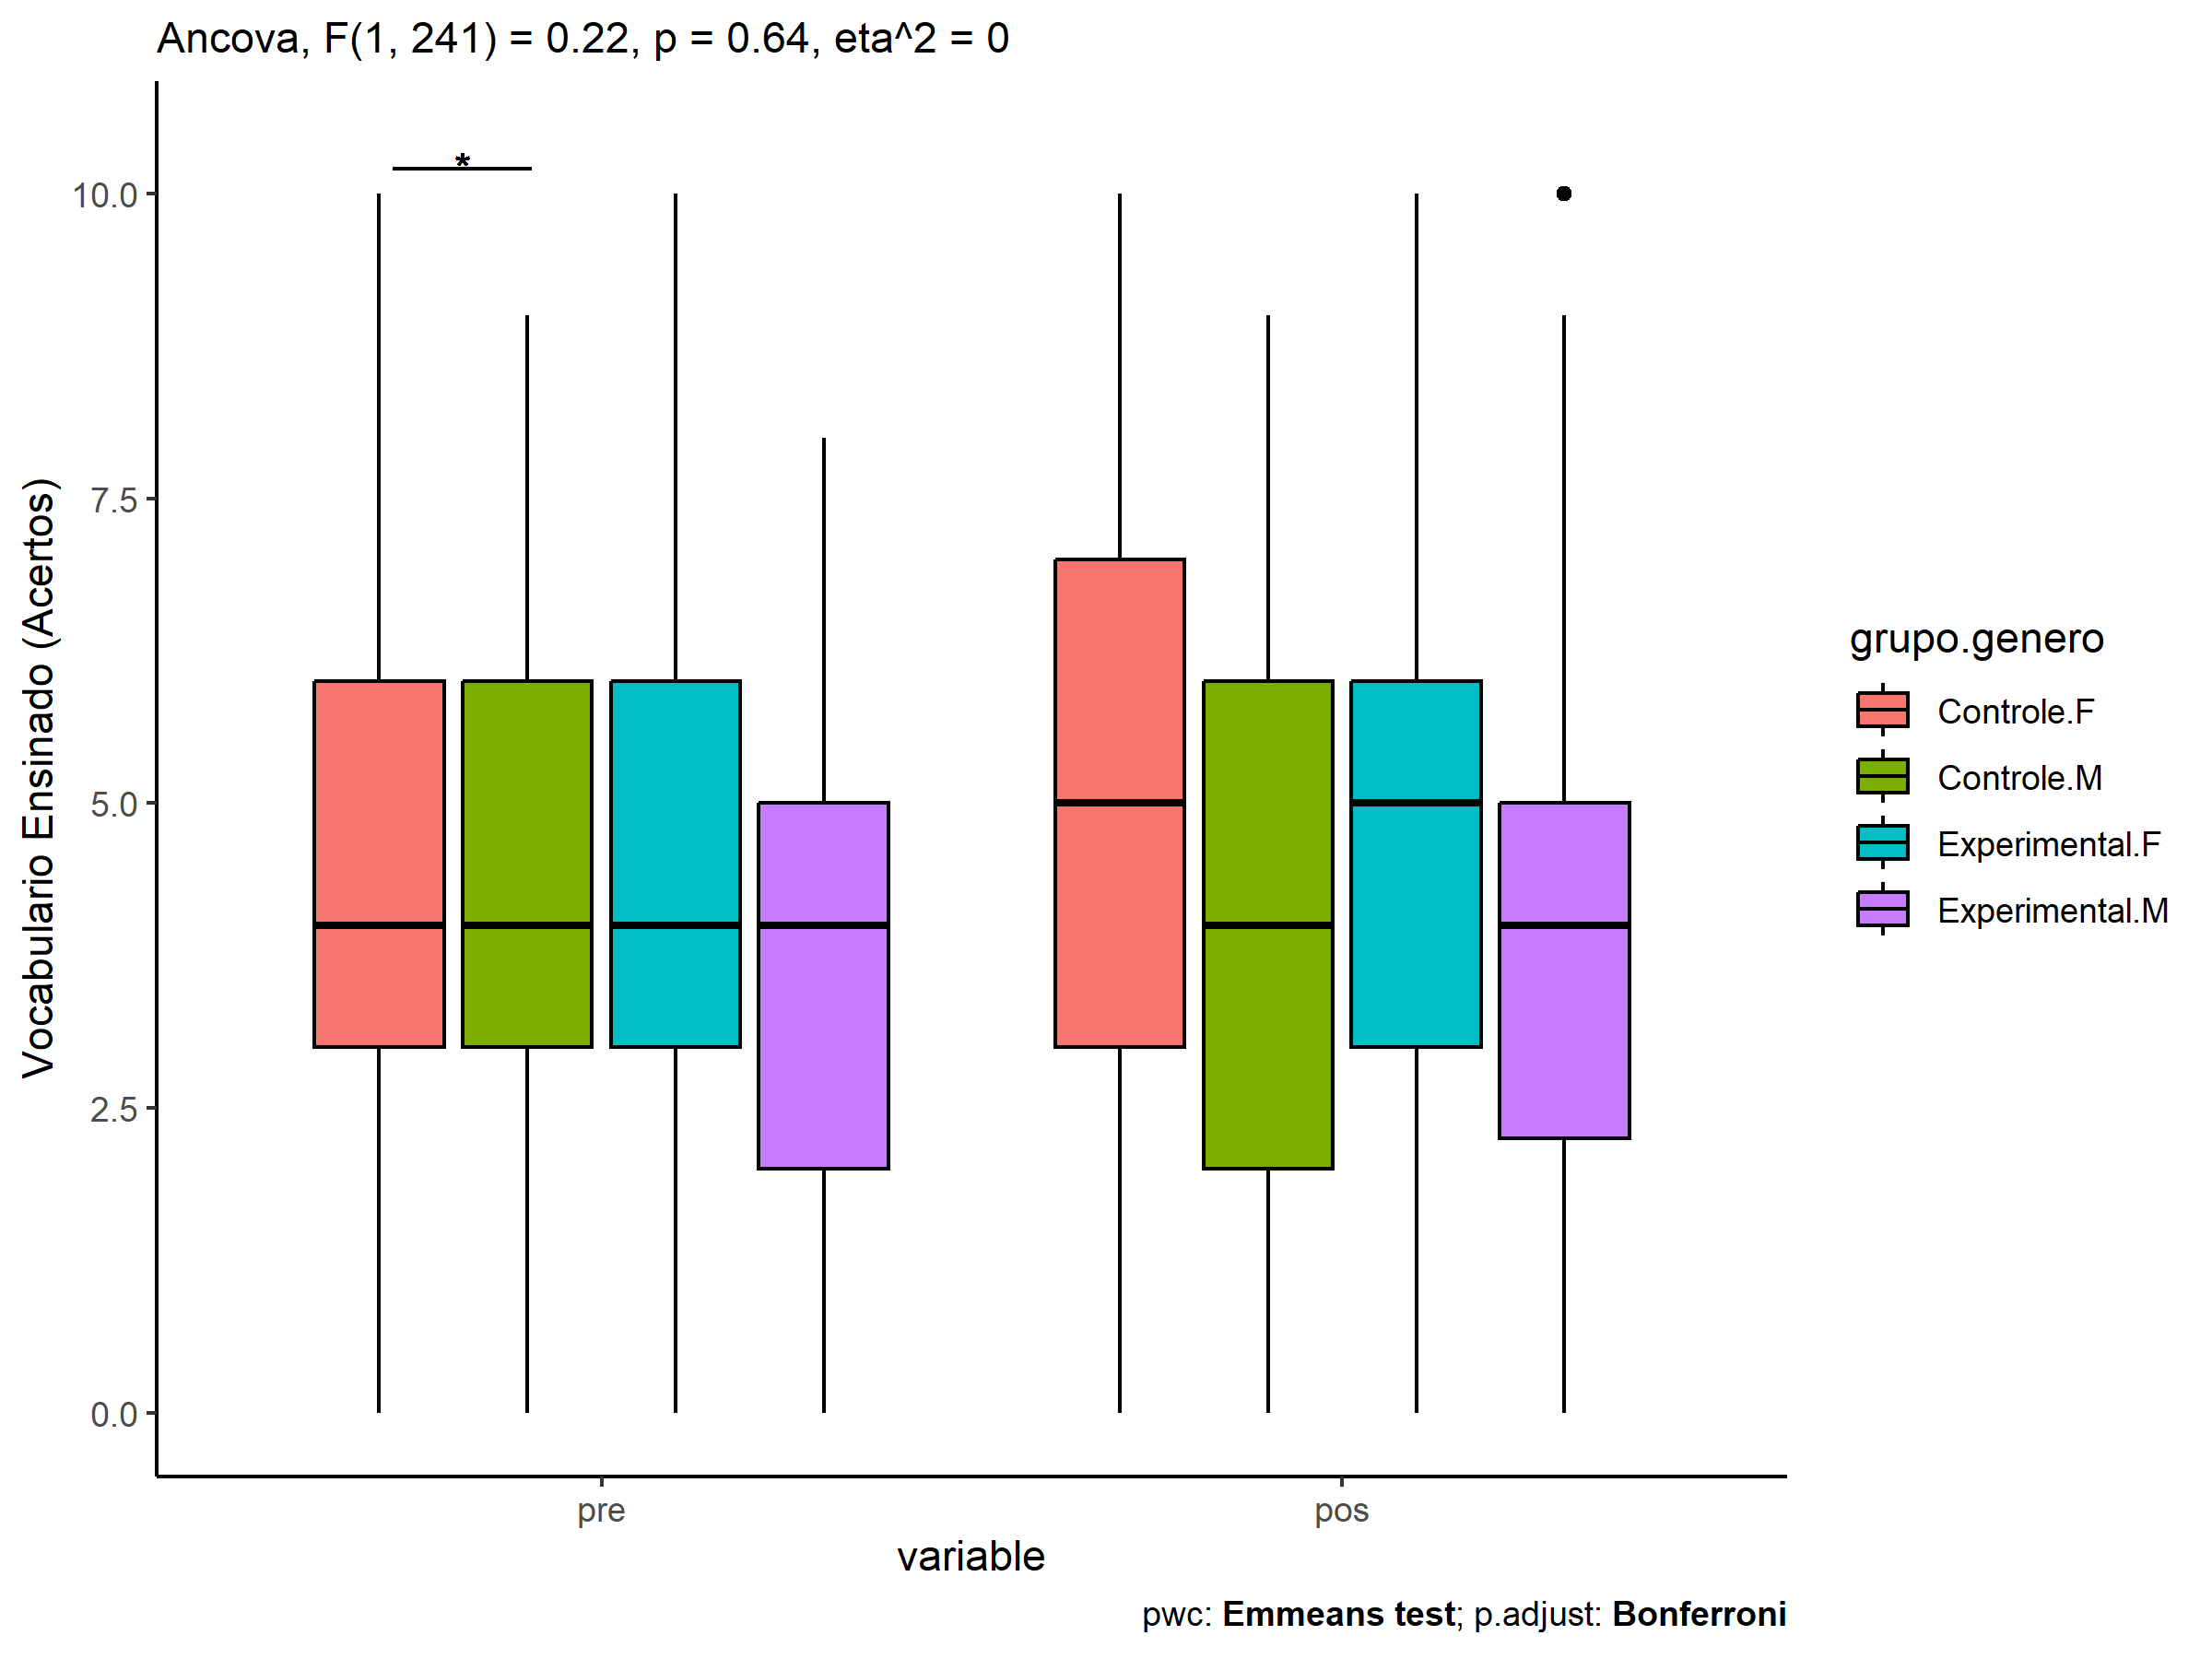 Ancova, F(1, 241) = 0.22, p = 0.64, eta^2 = 0
*
10.0
7.5
5.0
2.5
0.0
Vocabulario Ensinado (Acertos)
pre
pos
variable
grupo.genero
Controle.F
Controle.M
Experimental.F
Experimental.M
pwc: Emmeans test; p.adjust: Bonferroni